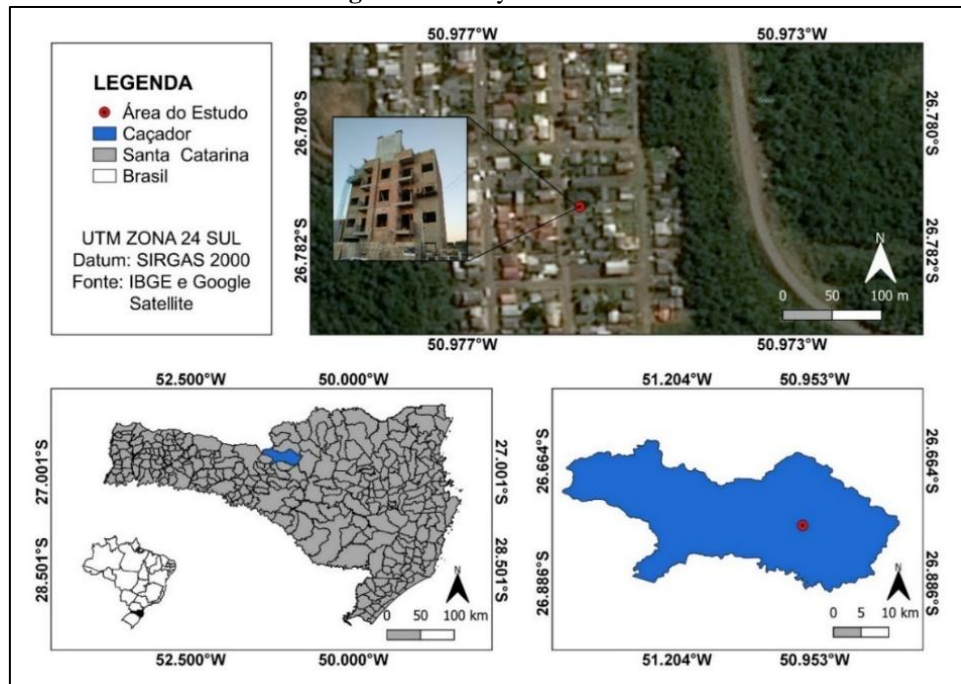 LEGENDA
Área do Estudo
Caçador
Santa Catarina
Brasil
UTM ZONA 24 SUL
Datum: SIRGAS 2000
Fonte: IBGE e Google
Satellite
50.977°W 50.973°W
26.780°S 26.780°S
26.782°S 26.782°S
N
0 50 100 m
50.977°W 50.973°W
52.500°W 50.000°W
27.001°S 27.001°S
28.501°S 28.501°S
N
0 50 100 km
52.500°W 50.000°W
51.204°W 50.953°W
26.664°S 26.664°S
26.886°S 26.886°S
N
0 5 10 km
51.204°W 50.953°W